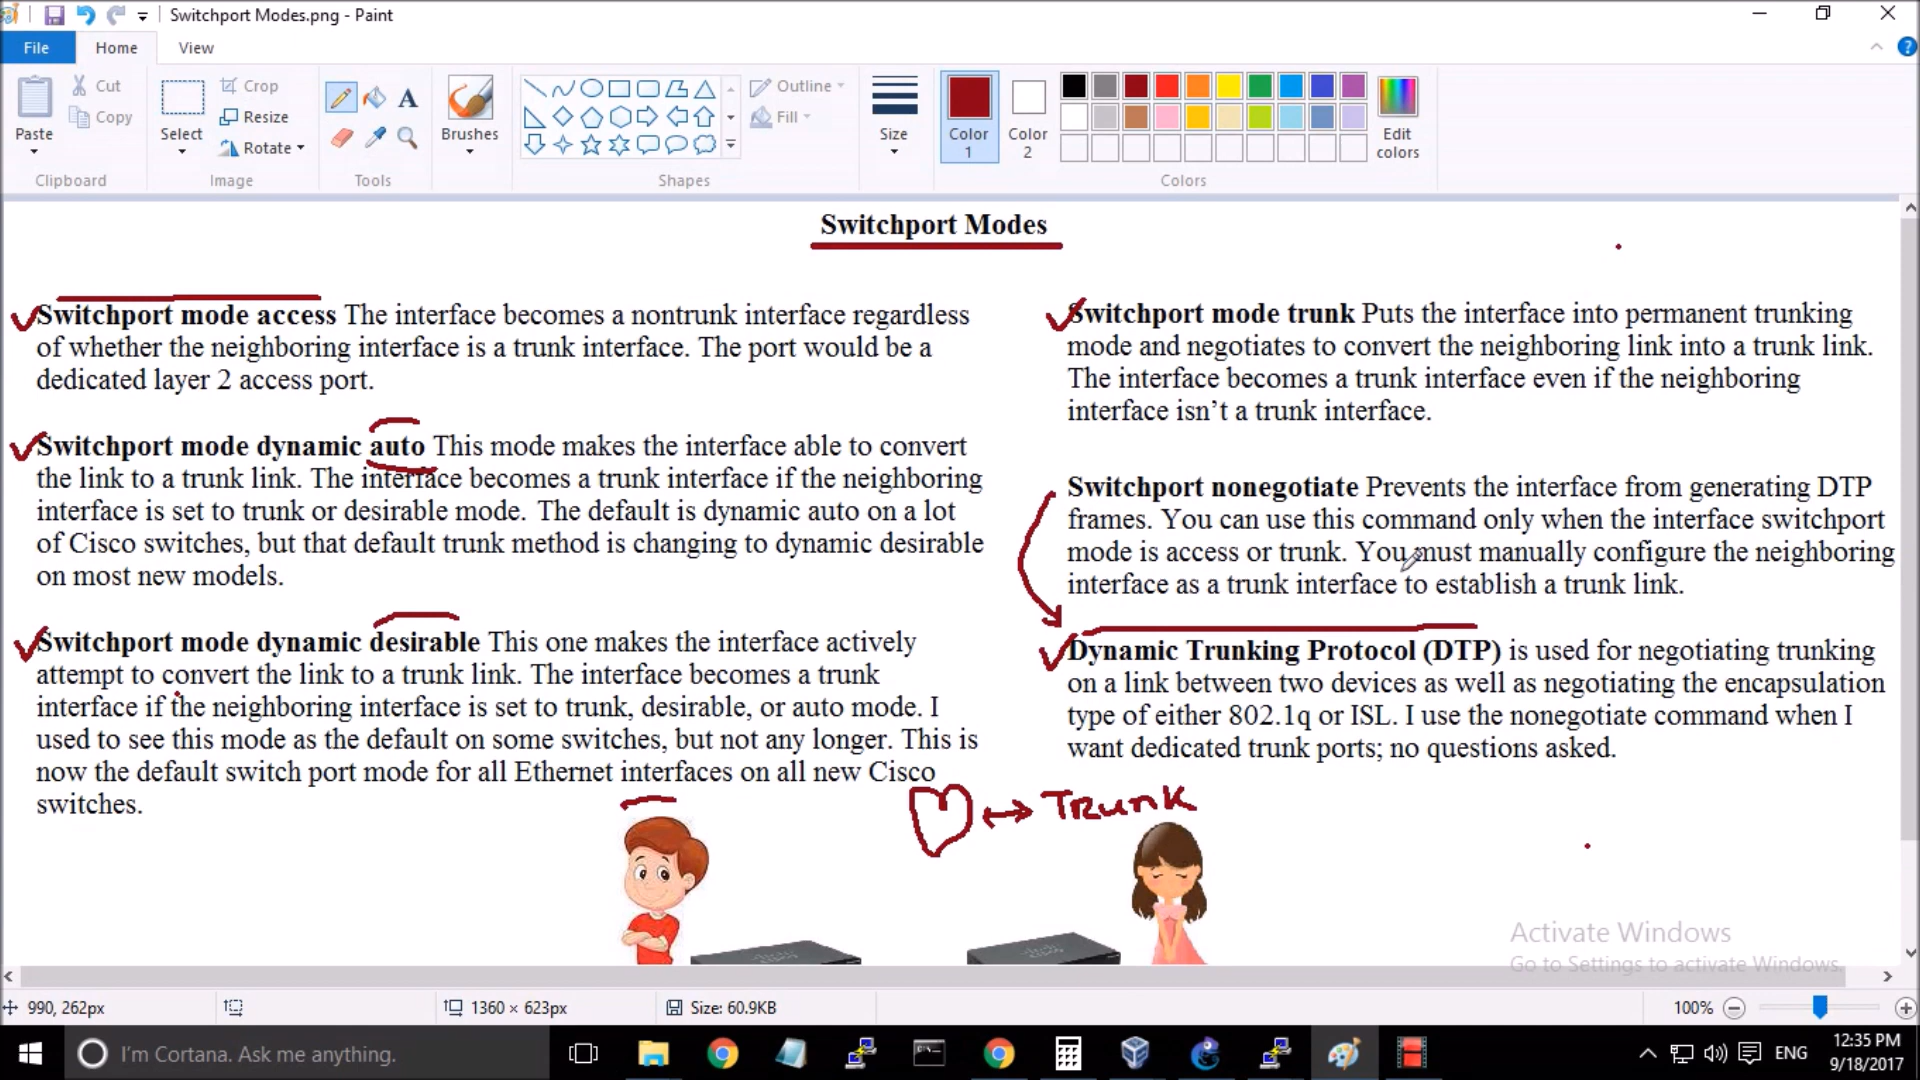 Switchport Modes.png - Paint
File Home View
Paste
Cut
Copy
Clipboard
Select
Crop
Resize
Rotate
Image
A
Tools
Brushes
Outline
Fill
Shapes
Size
Color 1
Color 2
Edit colors
Colors
Switchport Modes
Switchport mode access The interface becomes a nontrunk interface regardless
of whether the neighboring interface is a trunk interface. The port would be a
dedicated layer 2 access port.
Switchport mode dynamic auto This mode makes the interface able to convert
the link to a trunk link. The interface becomes a trunk interface if the neighboring
interface is set to trunk or desirable mode. The default is dynamic auto on a lot
of Cisco switches, but that default trunk method is changing to dynamic desirable
on most new models.
Switchport mode dynamic desirable This one makes the interface actively
attempt to convert the link to a trunk link. The interface becomes a trunk
interface if the neighboring interface is set to trunk, desirable, or auto mode. I
used to see this mode as the default on some switches, but not any longer. This is
now the default switch port mode for all Ethernet interfaces on all new Cisco
switches.
Switchport mode trunk Puts the interface into permanent trunking
mode and negotiates to convert the neighboring link into a trunk link.
The interface becomes a trunk interface even if the neighboring
interface isn't a trunk interface.
Switchport nonegotiate Prevents the interface from generating DTP
frames. You can use this command only when the interface switchport
mode is access or trunk. You must manually configure the neighboring
interface as a trunk interface to establish a trunk link.
Dynamic Trunking Protocol (DTP) is used for negotiating trunking
on a link between two devices as well as negotiating the encapsulation
type of either 802.1q or ISL. I use the nonegotiate command when I
want dedicated trunk ports; no questions asked.
Trunk
Activate Windows
Go to Settings to activate Windows.
990, 262px
1360 × 623px
Size: 60.9KB
100%
I'm Cortana. Ask me anything.
ENG
12:35 PM
9/18/2017